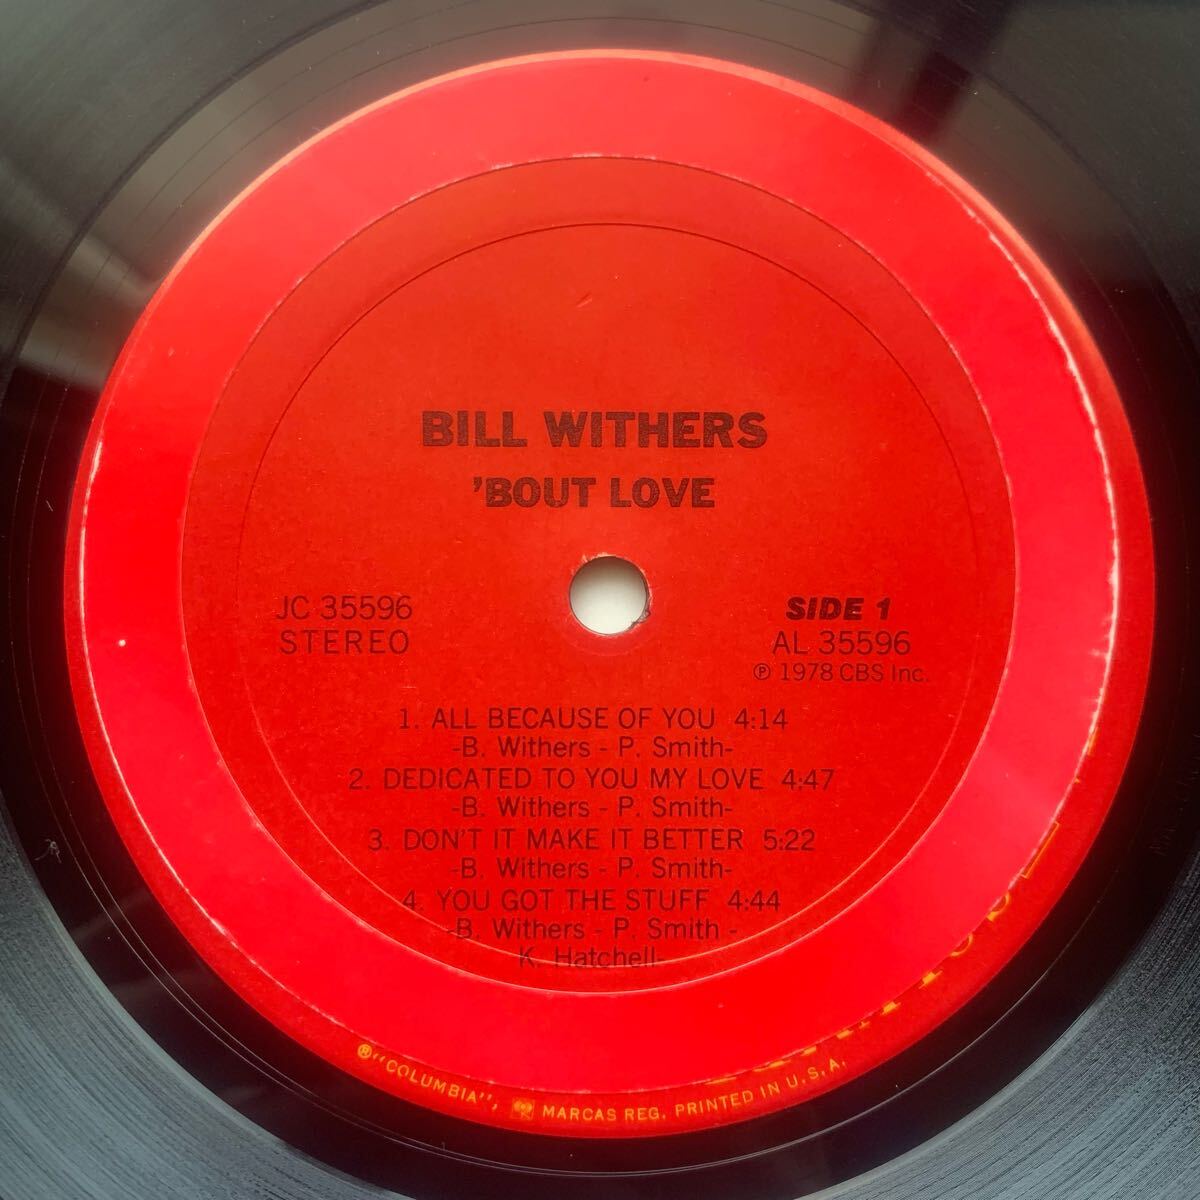 BILL WITHERS
'BOUT LOVE
JC 35596
STEREO
SIDE 1
AL 35596
℗ 1978 CBS Inc.
1. ALL BECAUSE OF YOU 4:14
-B. Withers - P. Smith-
2. DEDICATED TO YOU MY LOVE 4:47
-B. Withers - P. Smith-
3. DON'T IT MAKE IT BETTER 5:22
-B. Withers - P. Smith-
4. YOU GOT THE STUFF 4:44
-B. Withers - P. Smith -
K. Hatchell-
®"COLUMBIA", MARCAS REG. PRINTED IN U.S.A.